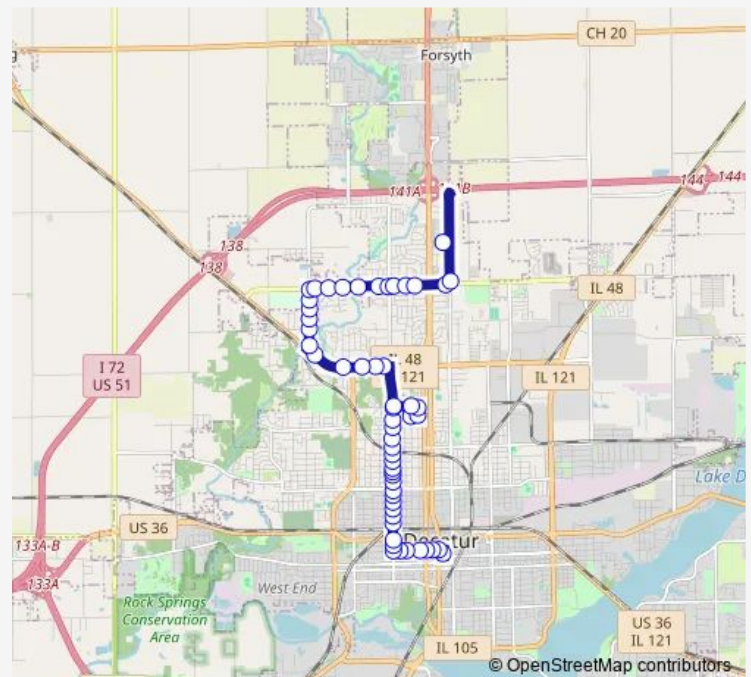 CH 20
Forsyth
141A
144
144
138
138
IL 48
I 72
US 51
48
121
IL 121
US 36
133A-B
133A
West End
Rock Springs
Conservation
Area
Lake D
US 36
IL 121
IL 105
© OpenStreetMap contributors